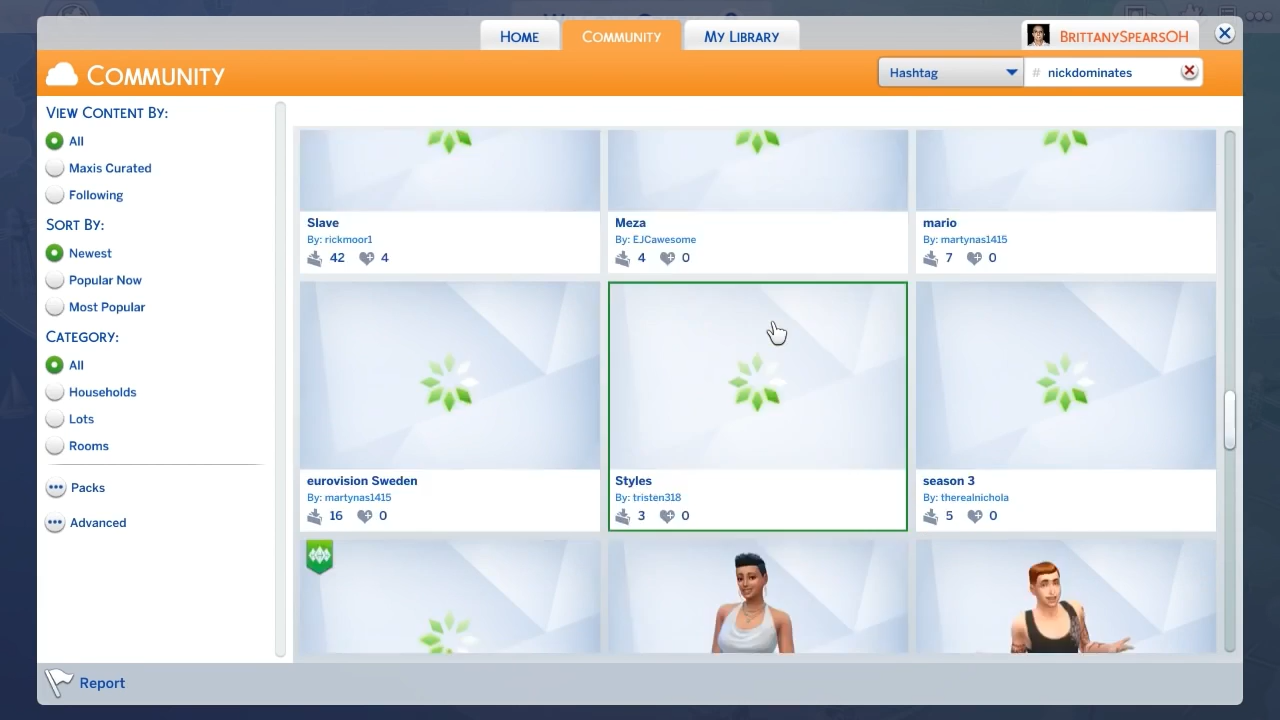 HOME
COMMUNITY
MY LIBRARY
BRITTANYSPEARSOH
COMMUNITY
Hashtag
# nickdominates
VIEW CONTENT BY:
All
Maxis Curated
Following
SORT BY:
Newest
Popular Now
Most Popular
CATEGORY:
All
Households
Lots
Rooms
Packs
Advanced
Slave
By: rickmoor1
42 4
Meza
By: EJCawesome
4 0
mario
By: martynas1415
7 0
eurovision Sweden
By: martynas1415
16 0
Styles
By: tristen318
3 0
season 3
By: therealnichola
5 0
Report